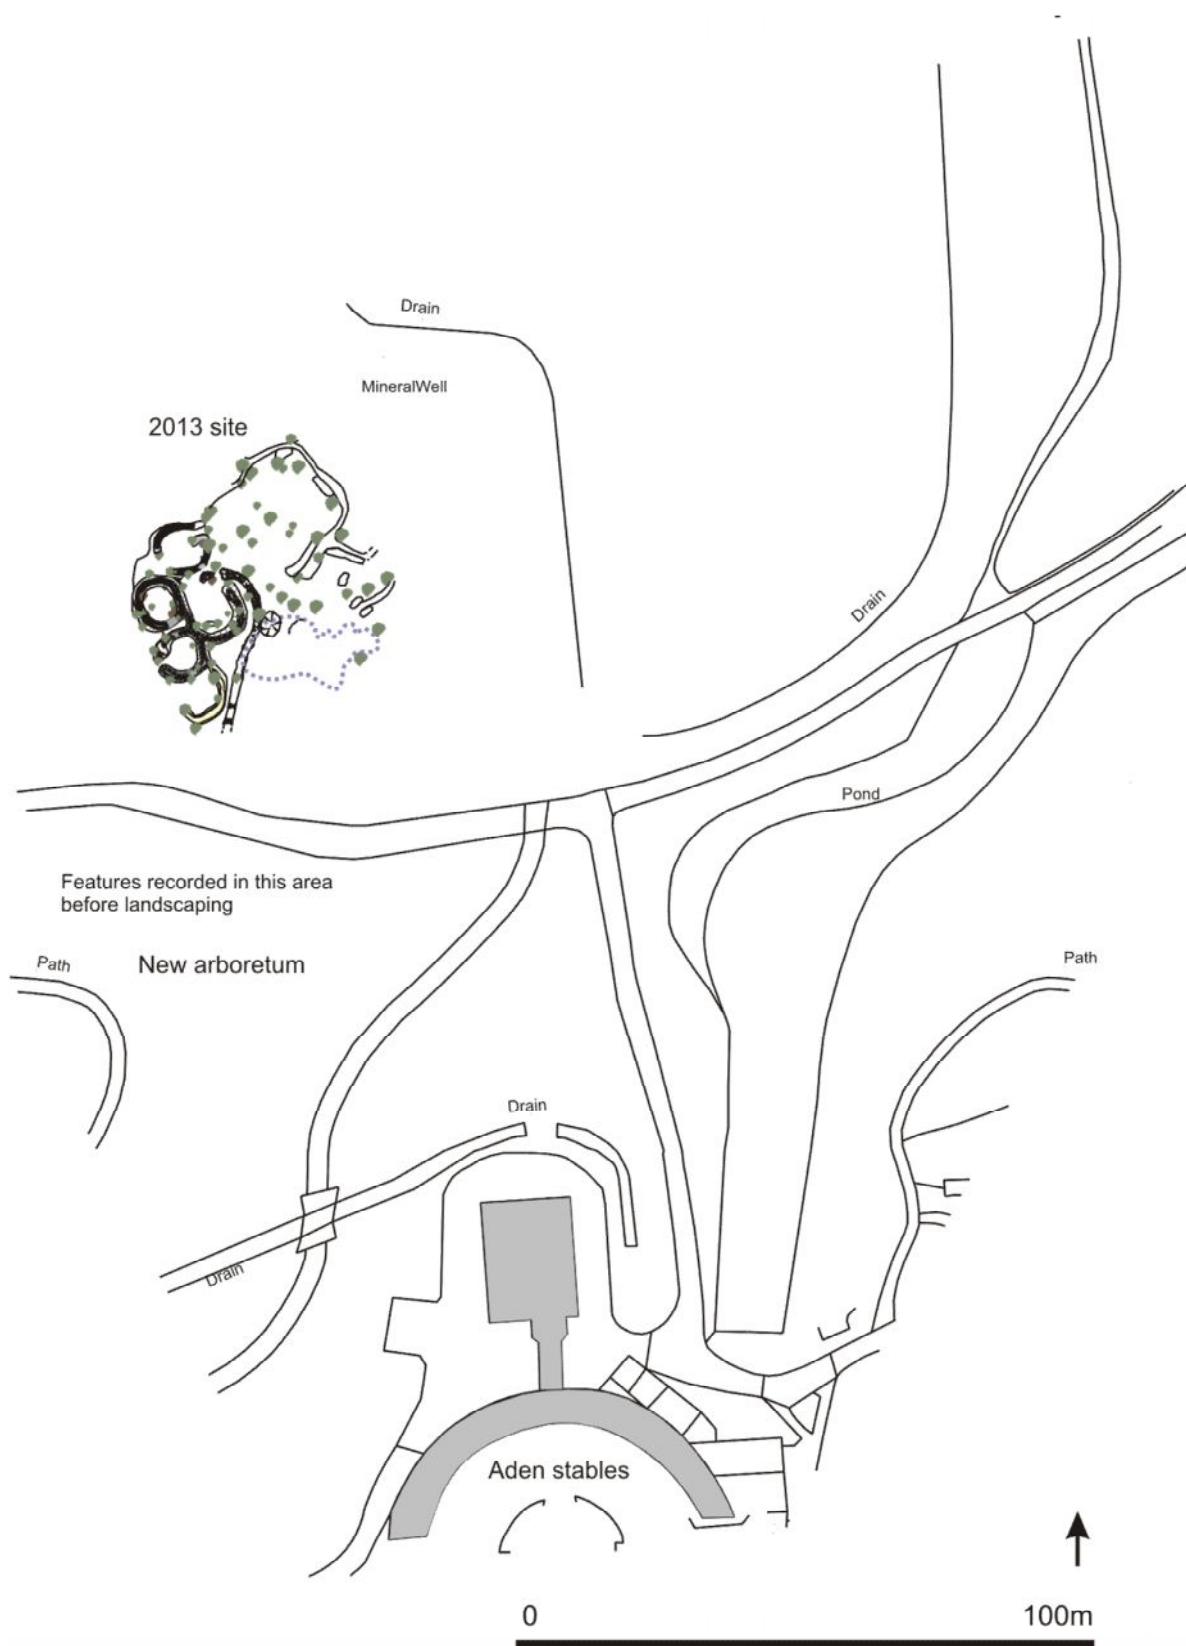 Drain
MineralWell
2013 site
Drain
Pond
Features recorded in this area
before landscaping
Path
New arboretum
Path
Drain
Drain
Aden stables
0 100m